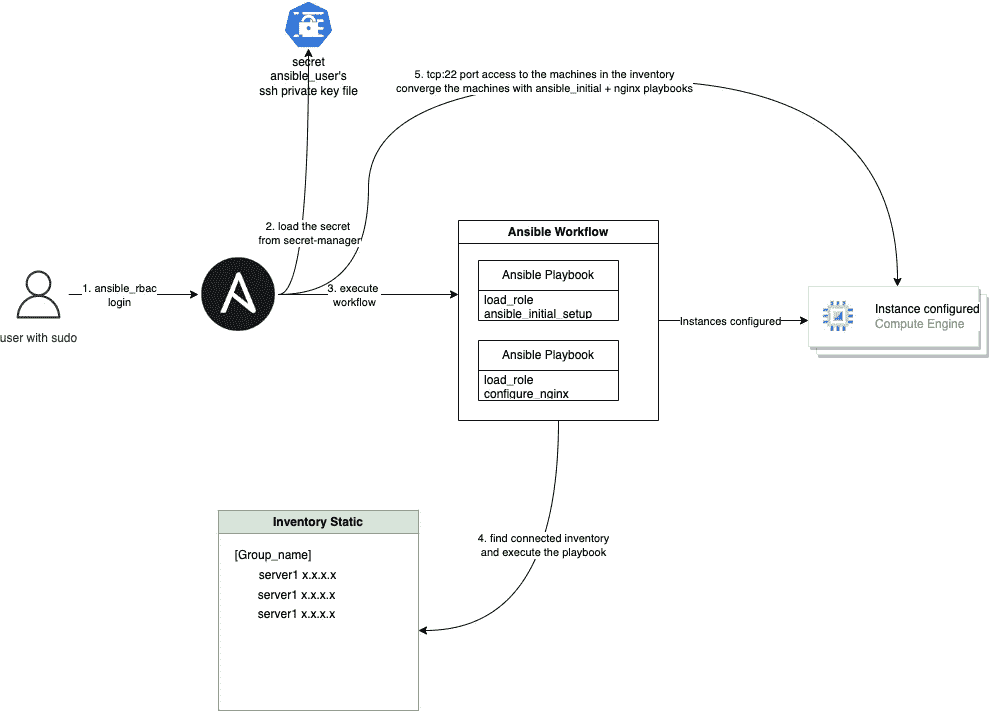 secret
ansible_user's
ssh private key file
5. tcp:22 port access to the machines in the inventory
converge the machines with ansible_initial + nginx playbooks
2. load the secret
from secret-manager
Ansible Workflow
Ansible Playbook
load_role
ansible_initial_setup
Ansible Playbook
load_role
configure_nginx
1. ansible_rbac
login
3. execute
workflow
user with sudo
Instances configured
Instance configured
Compute Engine
Inventory Static
[Group_name]
server1 x.x.x.x
server1 x.x.x.x
server1 x.x.x.x
4. find connected inventory
and execute the playbook